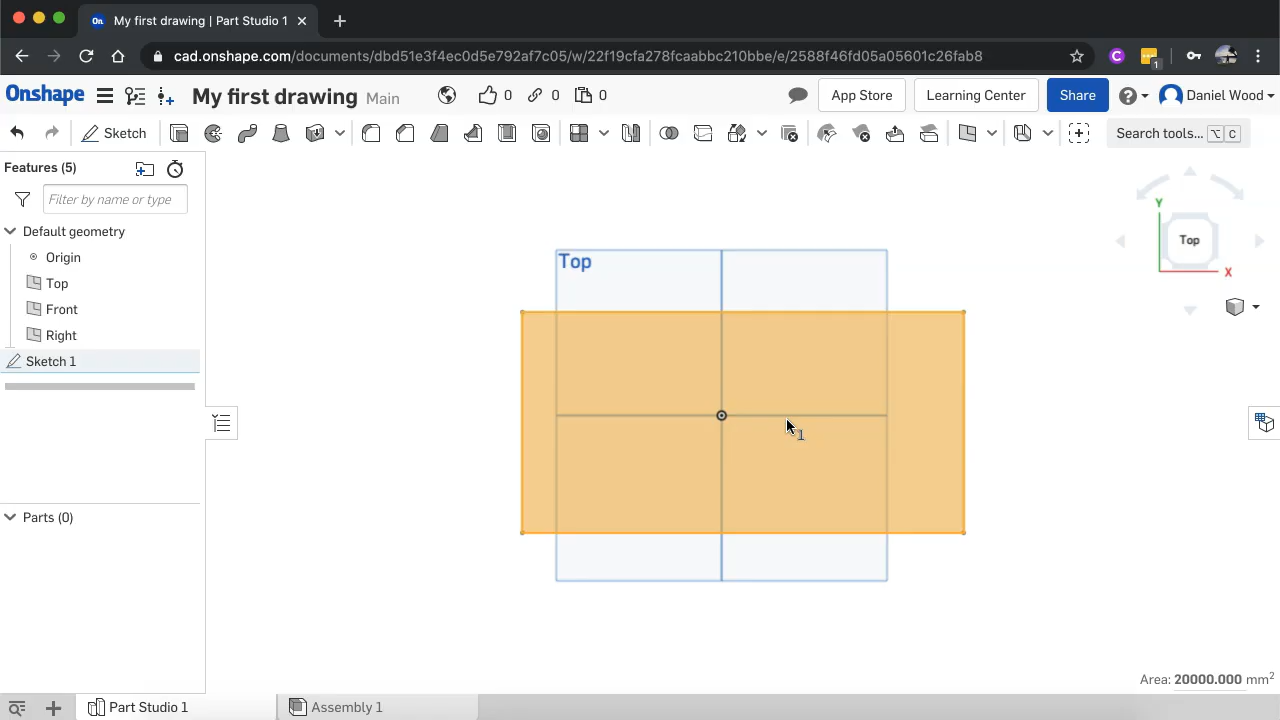 On My first drawing | Part Studio 1
cad.onshape.com/documents/dbd51e3f4ec0d5e792af7c05/w/22f19cfa278fcaabbc210bbe/e/2588f46fd05a05601c26fab8
C
1
Onshape My first drawing Main 0 0 0 App Store Learning Center Share Daniel Wood
Sketch Search tools... ⌥ C
Features (5)
Filter by name or type
Default geometry
Origin
Top
Front
Right
Sketch 1
Parts (0)
Top
1
Y
Top
X
Area: 20000.000 mm²
Part Studio 1 Assembly 1